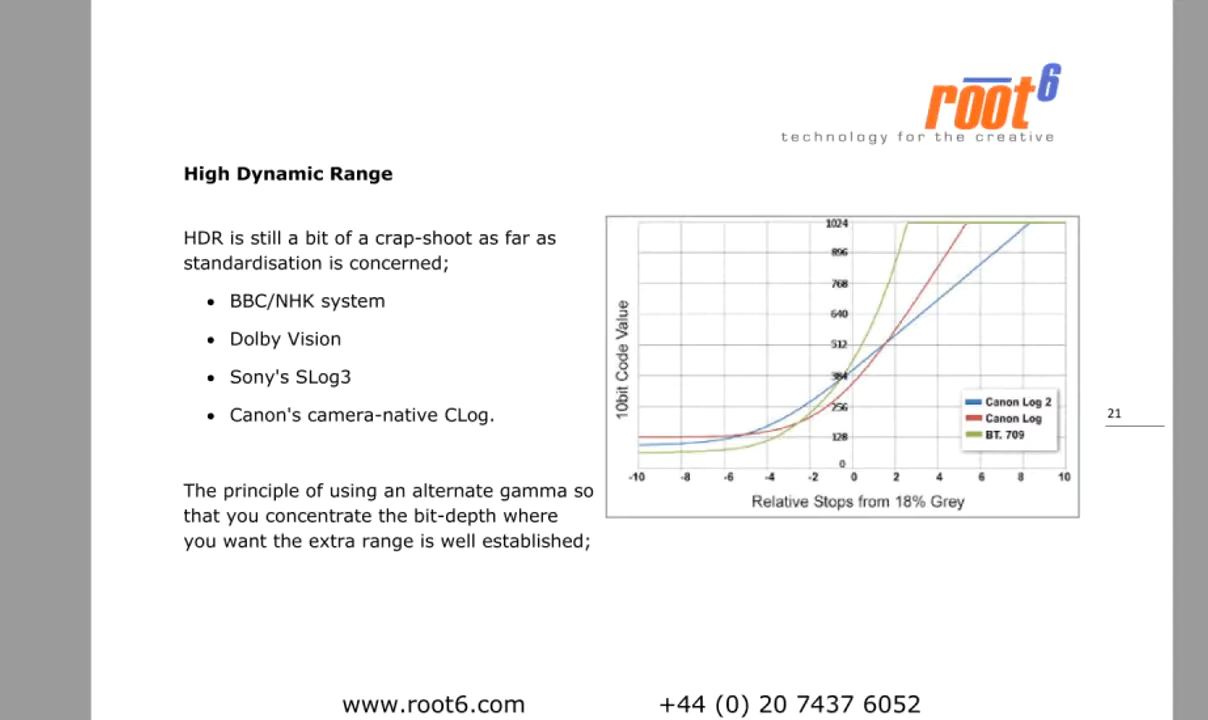 root6
technology for the creative
High Dynamic Range
HDR is still a bit of a crap-shoot as far as
standardisation is concerned;
• BBC/NHK system
• Dolby Vision
• Sony's SLog3
• Canon's camera-native CLog.
The principle of using an alternate gamma so
that you concentrate the bit-depth where
you want the extra range is well established;
10bit Code Value
1024
896
768
640
512
384
256
128
0
-10 -8 -6 -4 -2 0 2 4 6 8 10
Relative Stops from 18% Grey
Canon Log 2
Canon Log
BT. 709
21
www.root6.com +44 (0) 20 7437 6052